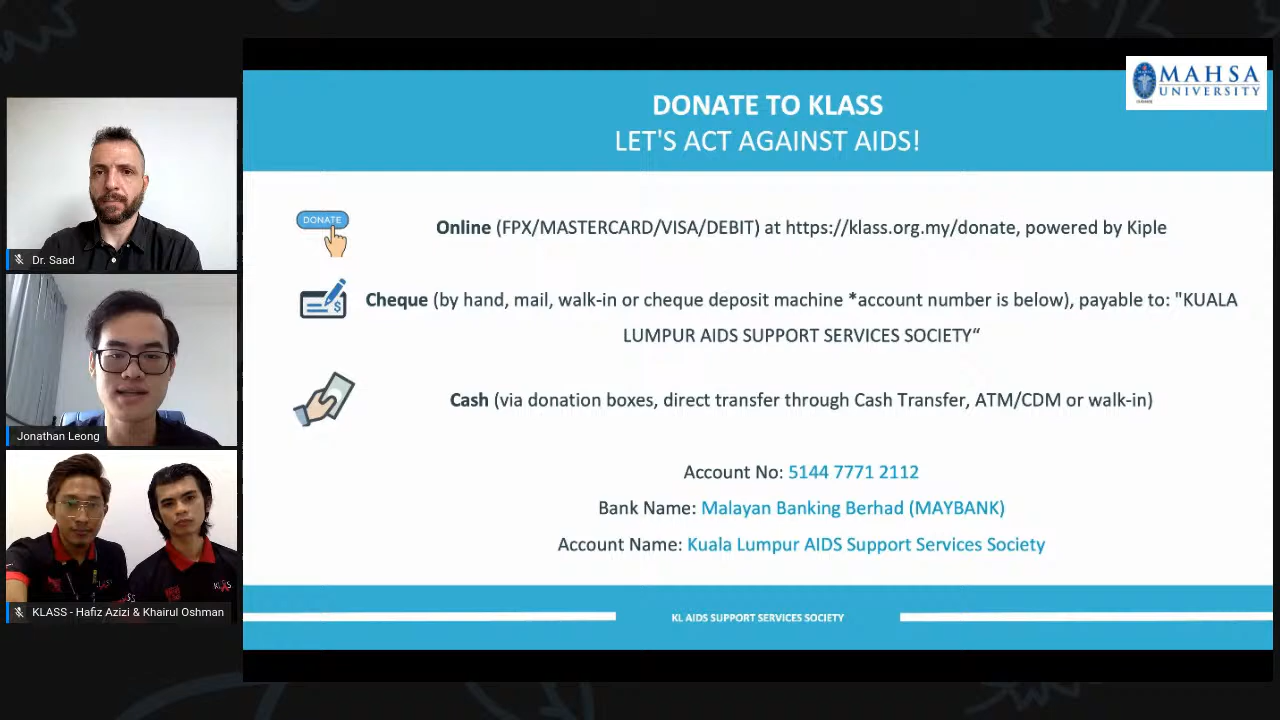 MAHSA
UNIVERSITY
DONATE TO KLASS
LET'S ACT AGAINST AIDS!
DONATE
Online (FPX/MASTERCARD/VISA/DEBIT) at https://klass.org.my/donate, powered by Kiple
Cheque (by hand, mail, walk-in or cheque deposit machine *account number is below), payable to: "KUALA
LUMPUR AIDS SUPPORT SERVICES SOCIETY“
Cash (via donation boxes, direct transfer through Cash Transfer, ATM/CDM or walk-in)
Account No: 5144 7771 2112
Bank Name: Malayan Banking Berhad (MAYBANK)
Account Name: Kuala Lumpur AIDS Support Services Society
KL AIDS SUPPORT SERVICES SOCIETY
Dr. Saad
Jonathan Leong
KLASS - Hafiz Azizi & Khairul Oshman